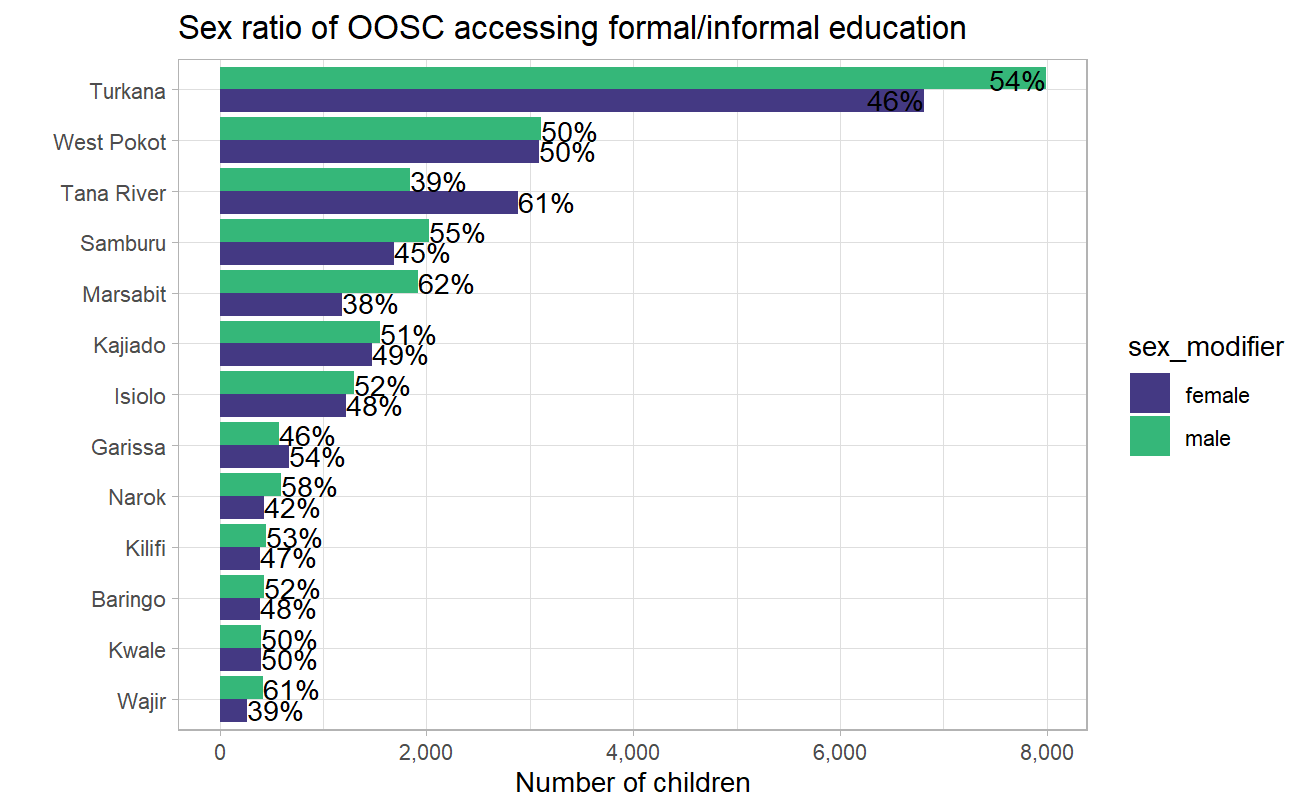 Sex ratio of OOSC accessing formal/informal education
Turkana
54%
46%
West Pokot
50%
50%
Tana River
39%
61%
Samburu
55%
45%
Marsabit
62%
38%
Kajiado
51%
49%
Isiolo
52%
48%
Garissa
46%
54%
Narok
58%
42%
Kilifi
53%
47%
Baringo
52%
48%
Kwale
50%
50%
Wajir
61%
39%
0 2,000 4,000 6,000 8,000
Number of children
sex_modifier
female
male